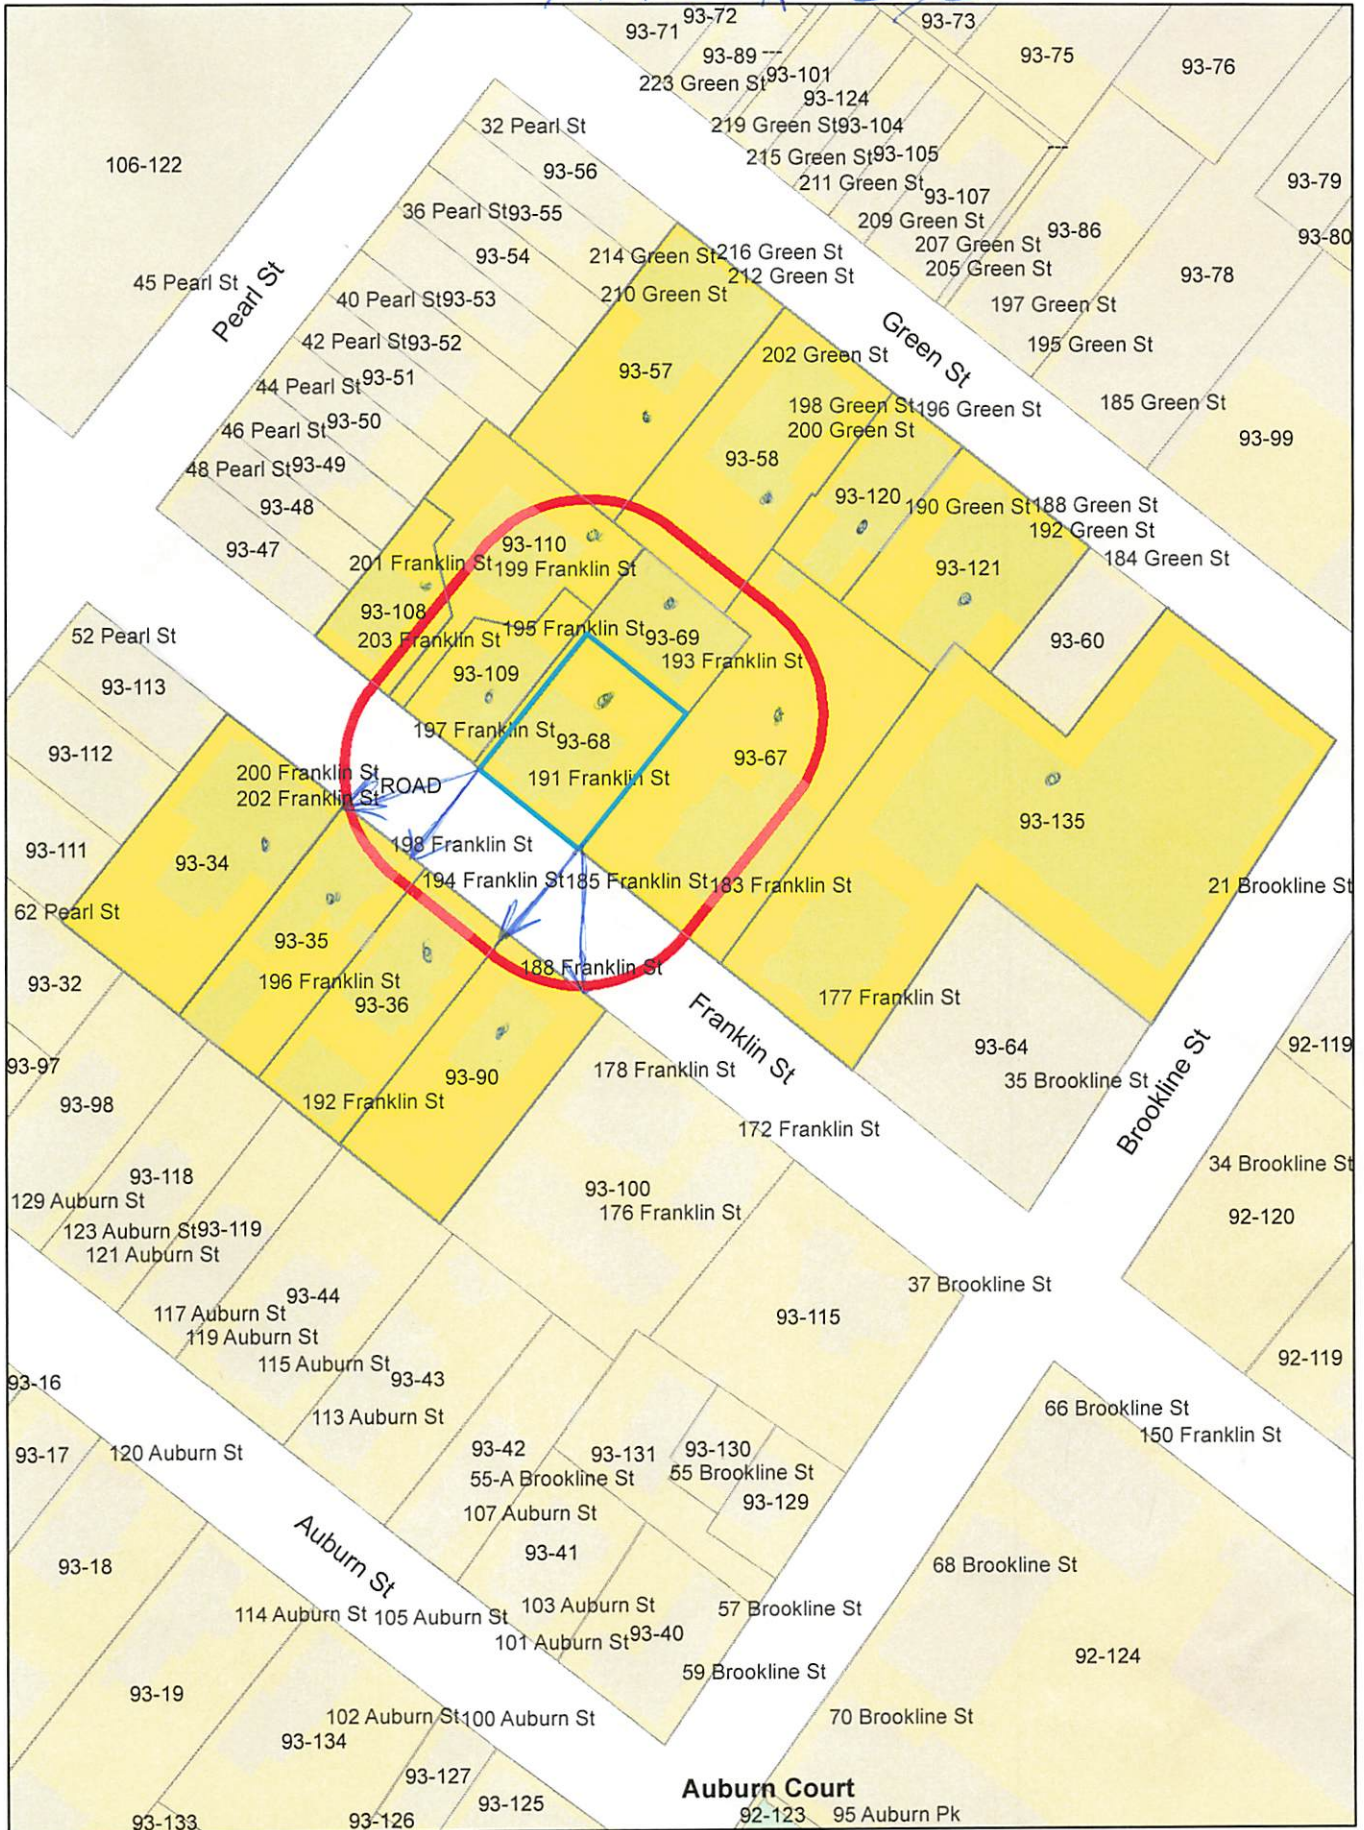 93-72
93-73
93-71
93-89 ---
93-75
93-76
223 Green St 93-101
93-124
32 Pearl St
219 Green St 93-104
106-122
93-56
215 Green St 93-105
---
211 Green St
93-107
93-79
36 Pearl St 93-55
209 Green St
93-86
93-80
207 Green St
93-54
214 Green St 216 Green St
205 Green St
212 Green St
93-78
45 Pearl St
Pearl St
40 Pearl St 93-53
210 Green St
197 Green St
42 Pearl St 93-52
Green St
195 Green St
202 Green St
93-57
44 Pearl St 93-51
185 Green St
198 Green St 196 Green St
46 Pearl St 93-50
200 Green St
93-99
48 Pearl St 93-49
93-58
93-48
93-120
190 Green St 188 Green St
192 Green St
93-47
93-110
184 Green St
201 Franklin St 199 Franklin St
93-121
93-108
203 Franklin St
195 Franklin St 93-69
93-60
52 Pearl St
193 Franklin St
93-113
93-109
197 Franklin St
93-68
93-67
93-112
200 Franklin St
ROAD
191 Franklin St
202 Franklin St
93-135
198 Franklin St
93-111
93-34
194 Franklin St 185 Franklin St 183 Franklin St
21 Brookline St
62 Pearl St
93-35
188 Franklin St
93-32
196 Franklin St
93-36
177 Franklin St
Franklin St
93-64
92-119
93-97
93-90
178 Franklin St
35 Brookline St
Brookline St
93-98
192 Franklin St
172 Franklin St
34 Brookline St
93-118
93-100
129 Auburn St
176 Franklin St
92-120
123 Auburn St 93-119
121 Auburn St
37 Brookline St
93-44
117 Auburn St
93-115
119 Auburn St
115 Auburn St
92-119
93-43
93-16
113 Auburn St
66 Brookline St
150 Franklin St
93-17
120 Auburn St
93-42
93-131
93-130
55-A Brookline St
55 Brookline St
93-129
107 Auburn St
Auburn St
93-41
93-18
68 Brookline St
103 Auburn St
57 Brookline St
114 Auburn St 105 Auburn St
101 Auburn St 93-40
92-124
59 Brookline St
93-19
102 Auburn St 100 Auburn St
70 Brookline St
93-134
93-127
Auburn Court
93-125
92-123
95 Auburn Pk
93-133
93-126